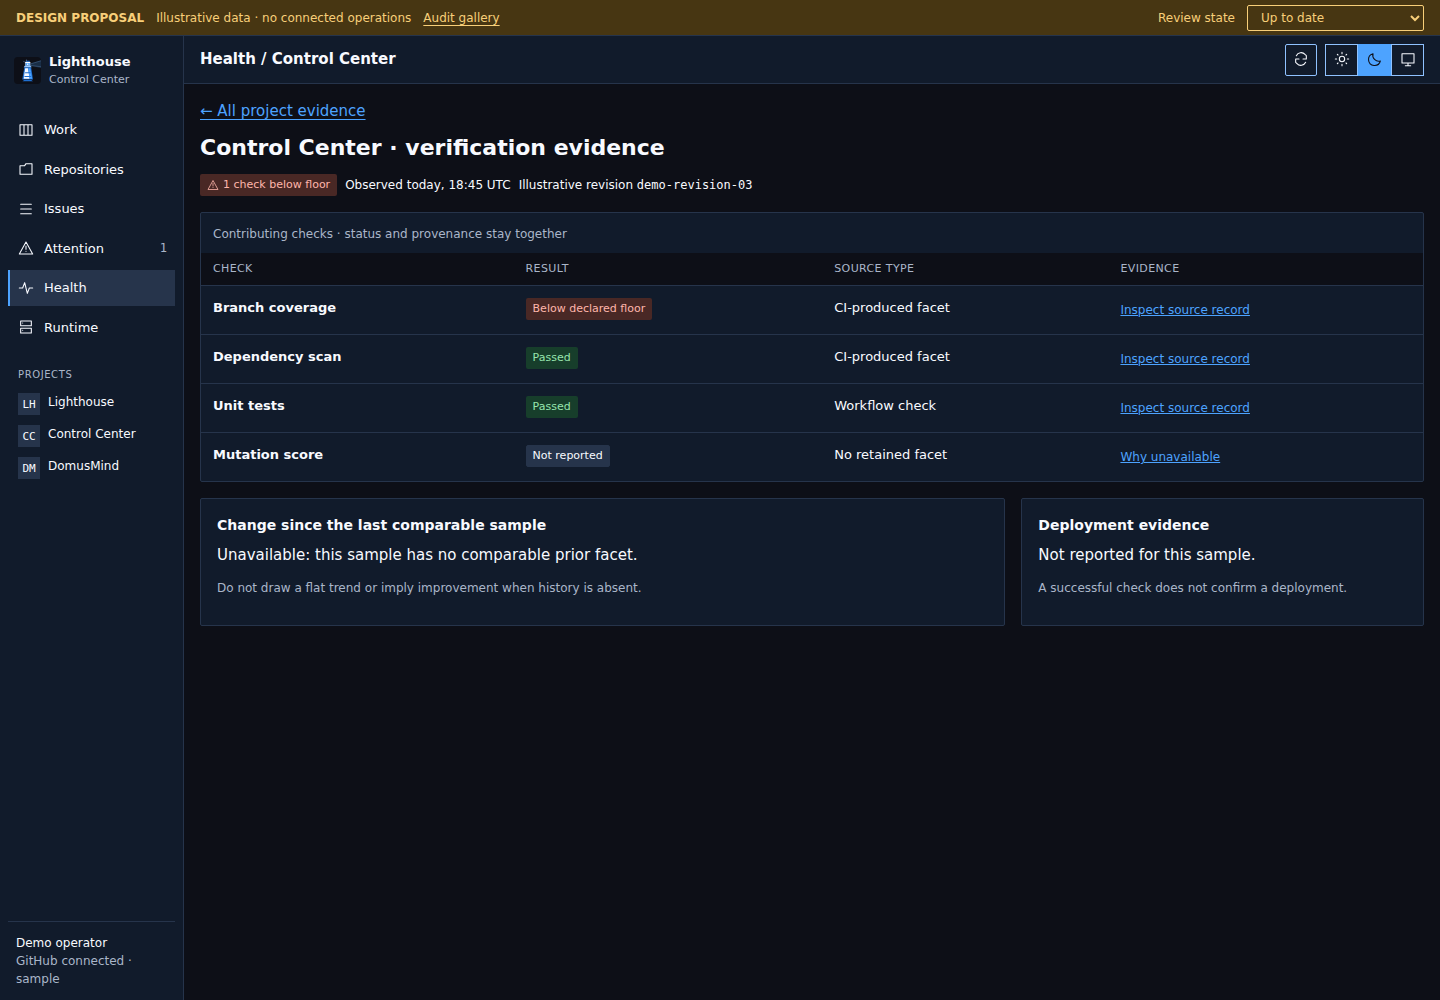 DESIGN PROPOSAL Illustrative data · no connected operations Audit gallery Review state Up to date
Lighthouse
Control Center
Work
Repositories
Issues
Attention 1
Health
Runtime
PROJECTS
LH Lighthouse
CC Control Center
DM DomusMind
Demo operator
GitHub connected ·
sample
Health / Control Center
← All project evidence
Control Center · verification evidence
1 check below floor Observed today, 18:45 UTC Illustrative revision demo-revision-03
Contributing checks · status and provenance stay together
CHECK RESULT SOURCE TYPE EVIDENCE
Branch coverage Below declared floor CI-produced facet Inspect source record
Dependency scan Passed CI-produced facet Inspect source record
Unit tests Passed Workflow check Inspect source record
Mutation score Not reported No retained facet Why unavailable
Change since the last comparable sample
Unavailable: this sample has no comparable prior facet.
Do not draw a flat trend or imply improvement when history is absent.
Deployment evidence
Not reported for this sample.
A successful check does not confirm a deployment.